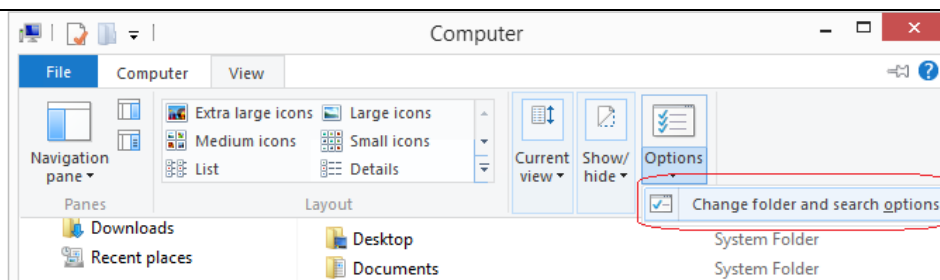 Computer
File Computer View
Extra large icons Large icons
Medium icons Small icons
List Details
Navigation pane
Current view
Show/ hide
Options
Panes Layout
Change folder and search options
Downloads
Recent places
Desktop System Folder
Documents System Folder